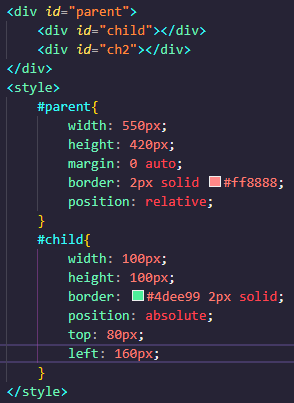 <div id="parent">
<div id="child"></div>
<div id="ch2"></div>
</div>
<style>
#parent{
width: 550px;
height: 420px;
margin: 0 auto;
border: 2px solid #ff8888;
position: relative;
}
#child{
width: 100px;
height: 100px;
border: #4dee99 2px solid;
position: absolute;
top: 80px;
left: 160px;
}
</style>